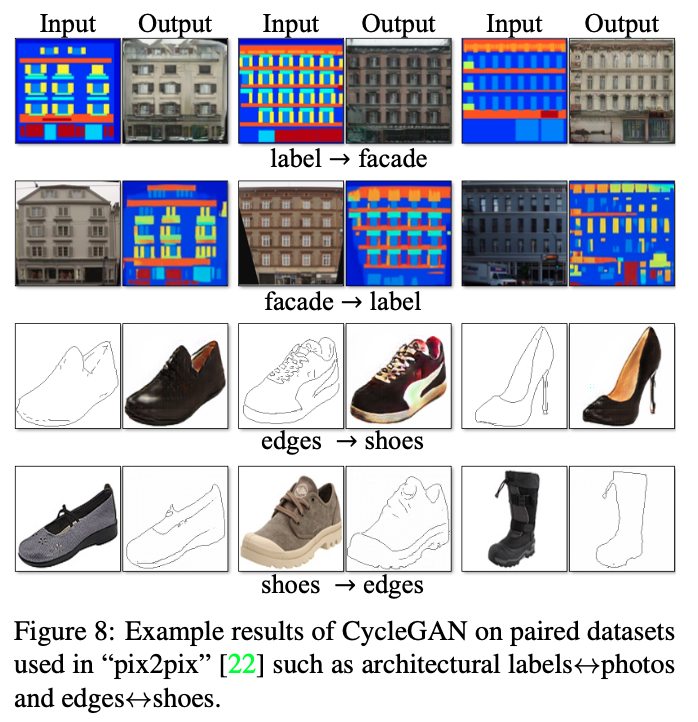 Input Output Input Output Input Output
label → facade
facade → label
edges → shoes
shoes → edges
Figure 8: Example results of CycleGAN on paired datasets
used in “pix2pix” [22] such as architectural labels↔photos
and edges↔shoes.